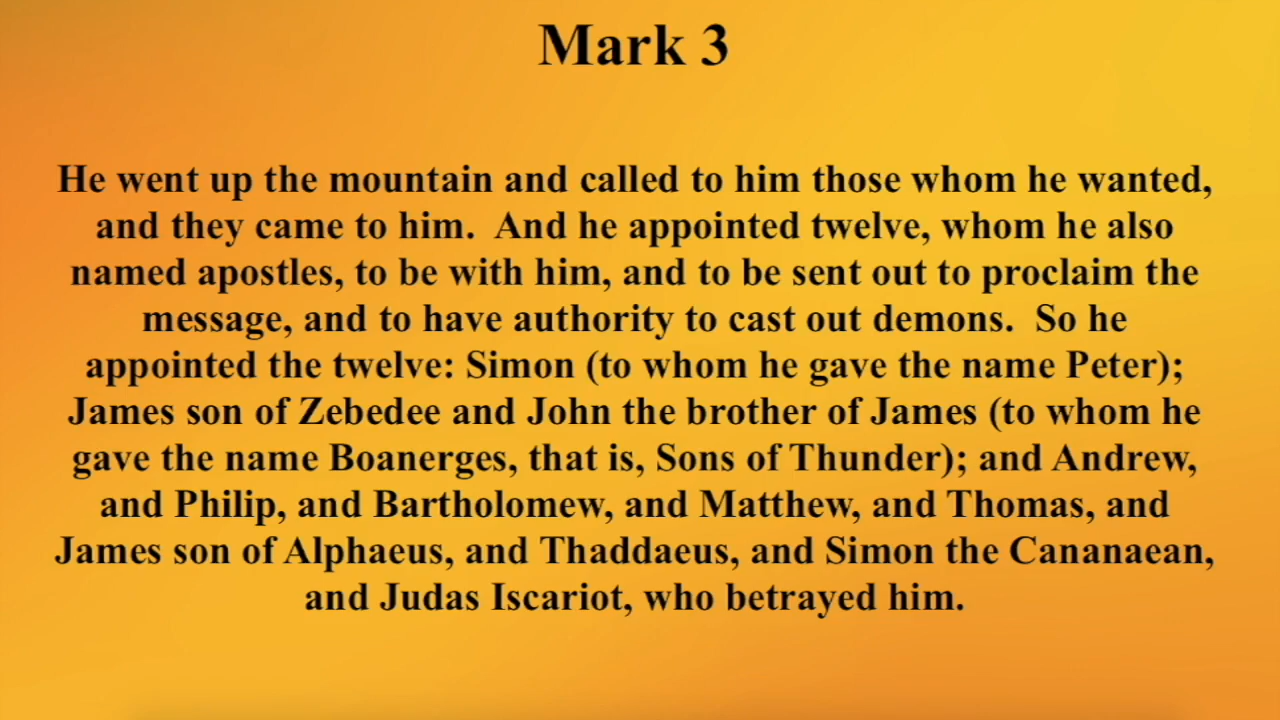 Mark 3
He went up the mountain and called to him those whom he wanted,
and they came to him.  And he appointed twelve, whom he also
named apostles, to be with him, and to be sent out to proclaim the
message, and to have authority to cast out demons.  So he
appointed the twelve: Simon (to whom he gave the name Peter);
James son of Zebedee and John the brother of James (to whom he
gave the name Boanerges, that is, Sons of Thunder); and Andrew,
and Philip, and Bartholomew, and Matthew, and Thomas, and
James son of Alphaeus, and Thaddaeus, and Simon the Cananaean,
and Judas Iscariot, who betrayed him.